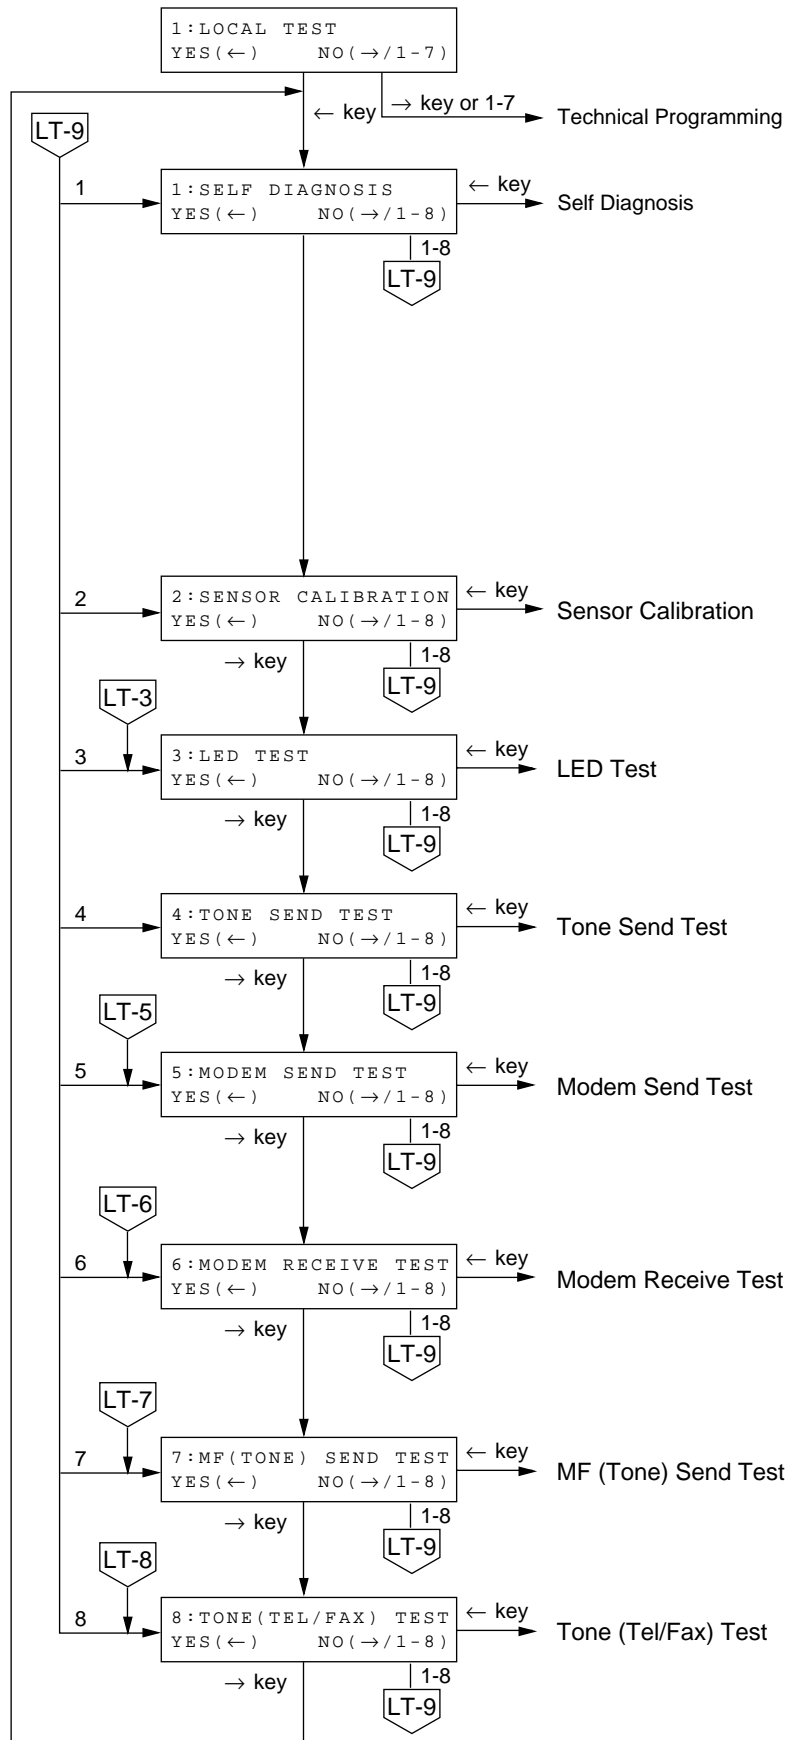 1:LOCAL TEST
YES(←) NO(→/1-7)
← key
→ key or 1-7
Technical Programming
LT-9
1
1:SELF DIAGNOSIS
YES(←) NO(→/1-8)
← key
Self Diagnosis
1-8
LT-9
2
2:SENSOR CALIBRATION
YES(←) NO(→/1-8)
← key
Sensor Calibration
→ key
1-8
LT-9
LT-3
3
3:LED TEST
YES(←) NO(→/1-8)
← key
LED Test
→ key
1-8
LT-9
4
4:TONE SEND TEST
YES(←) NO(→/1-8)
← key
Tone Send Test
→ key
1-8
LT-9
LT-5
5
5:MODEM SEND TEST
YES(←) NO(→/1-8)
← key
Modem Send Test
→ key
1-8
LT-9
LT-6
6
6:MODEM RECEIVE TEST
YES(←) NO(→/1-8)
← key
Modem Receive Test
→ key
1-8
LT-9
LT-7
7
7:MF(TONE) SEND TEST
YES(←) NO(→/1-8)
← key
MF (Tone) Send Test
→ key
1-8
LT-9
LT-8
8
8:TONE(TEL/FAX) TEST
YES(←) NO(→/1-8)
← key
Tone (Tel/Fax) Test
→ key
1-8
LT-9